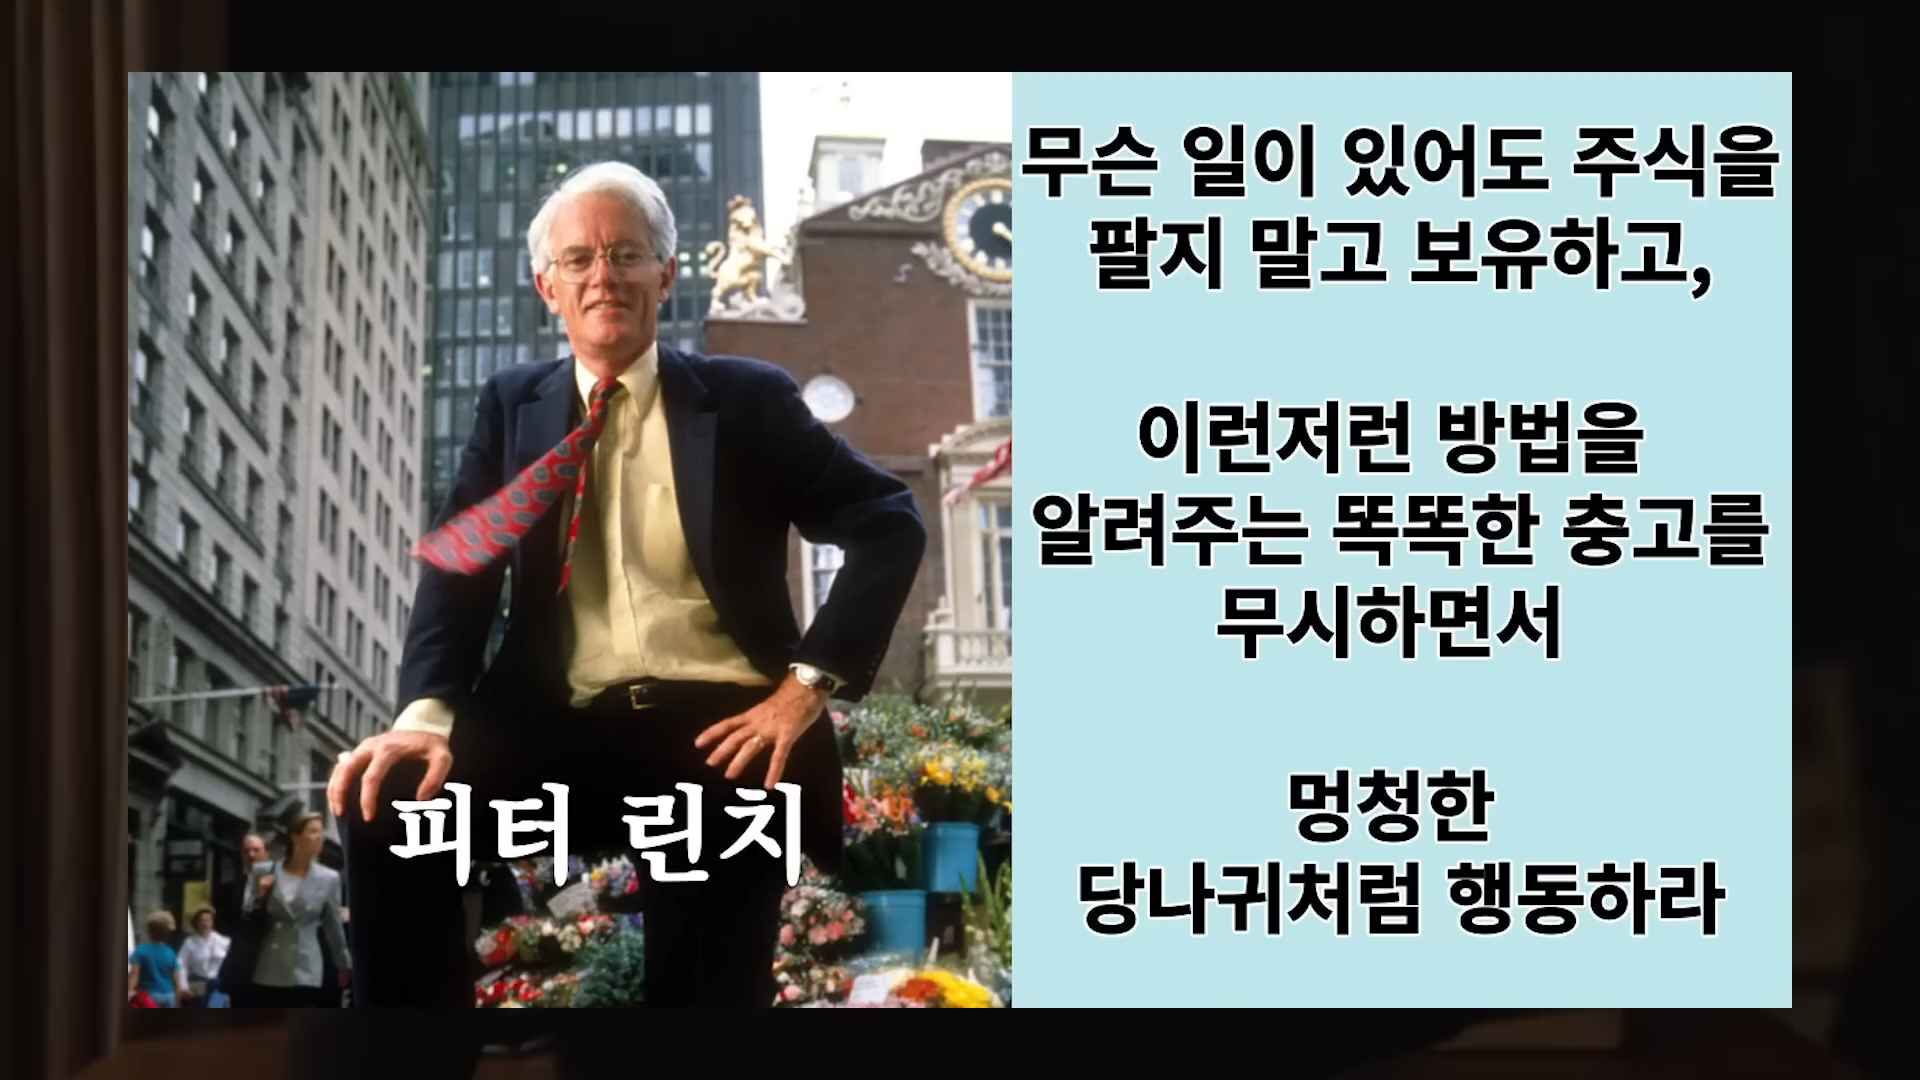 무슨 일이 있어도 주식을
팔지 말고 보유하고,
이런저런 방법을
알려주는 똑똑한 충고를
무시하면서
멍청한
당나귀처럼 행동하라
피터 린치